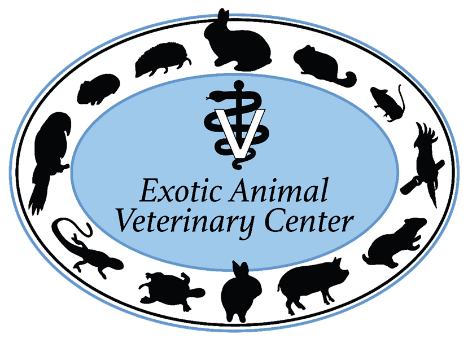 V
Exotic Animal
Veterinary Center